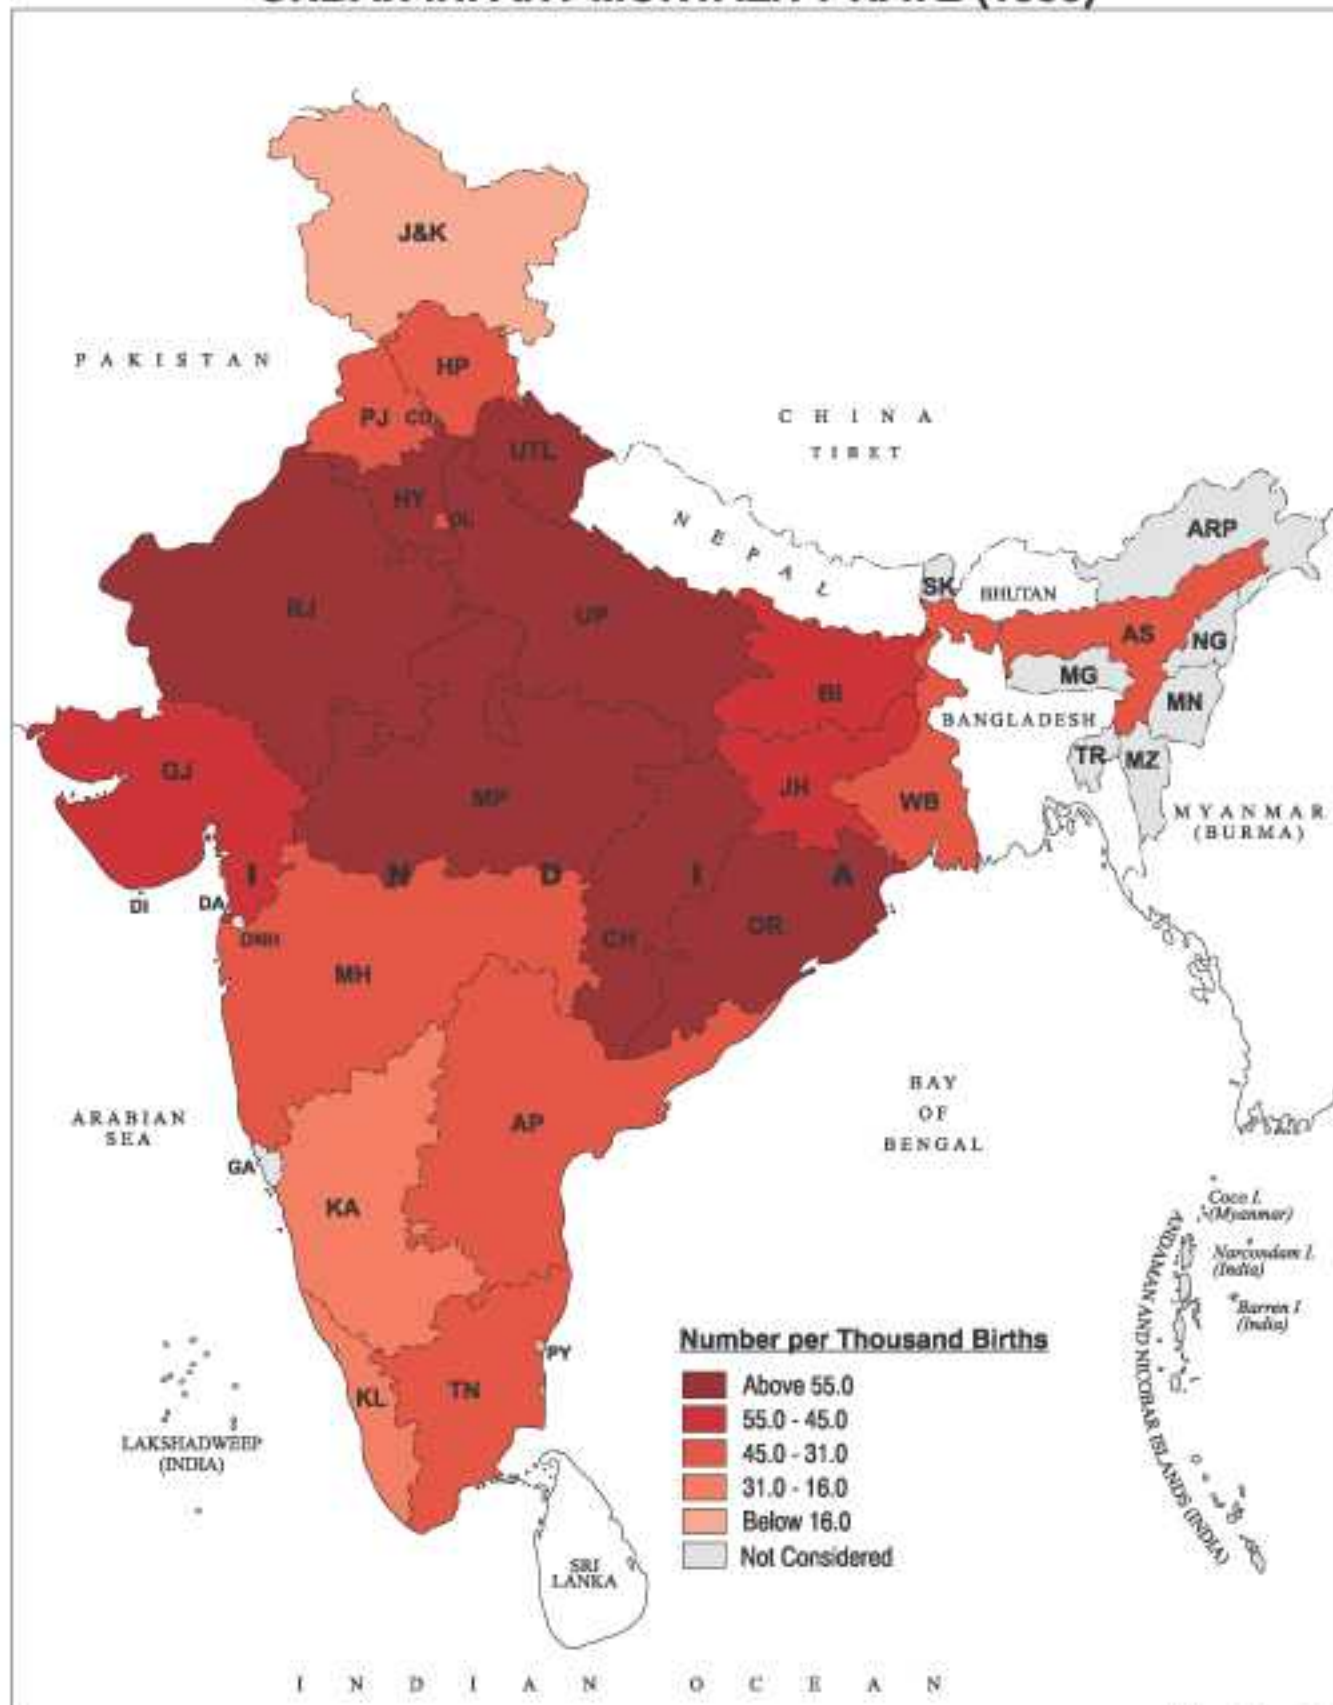 J&K
PAKISTAN
HP
CHINA
TIBET
PJ
UTL
HY
DL
NEPAL
ARP
SK
BHUTAN
RJ
UP
AS
NG
MG
BI
MN
BANGLADESH
GJ
TR
MZ
JH
MP
WB
MYANMAR
(BURMA)
INDIA
DI
DA
DNH
CH
OR
MH
BAY
OF
BENGAL
ARABIAN
SEA
AP
GA
KA
Coco I.
(Myanmar)
Narcondam I.
(India)
Barren I
(India)
ANDAMAN AND NICOBAR ISLANDS (INDIA)
PY
KL
TN
LAKSHADWEEP
(INDIA)
Number per Thousand Births
Above 55.0
55.0 - 45.0
45.0 - 31.0
31.0 - 16.0
Below 16.0
Not Considered
SRI
LANKA
INDIAN OCEAN